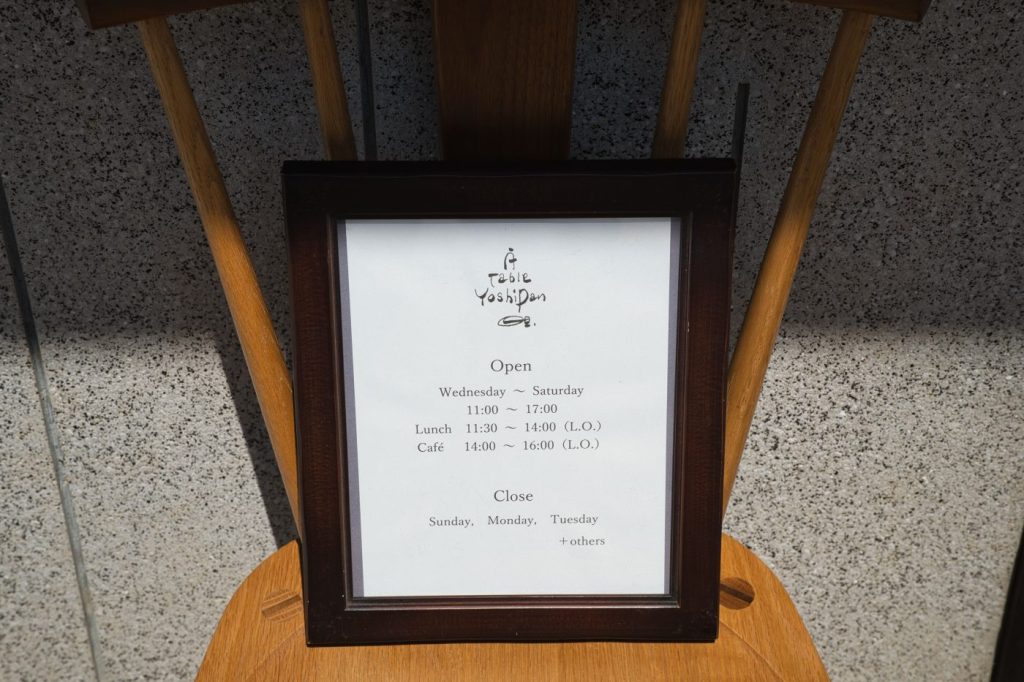 À
Table
YoshiDan
Open
Wednesday ～ Saturday
11:00 ～ 17:00
Lunch 11:30 ～ 14:00 (L.O.)
Café 14:00 ～ 16:00 (L.O.)
Close
Sunday, Monday, Tuesday
+others